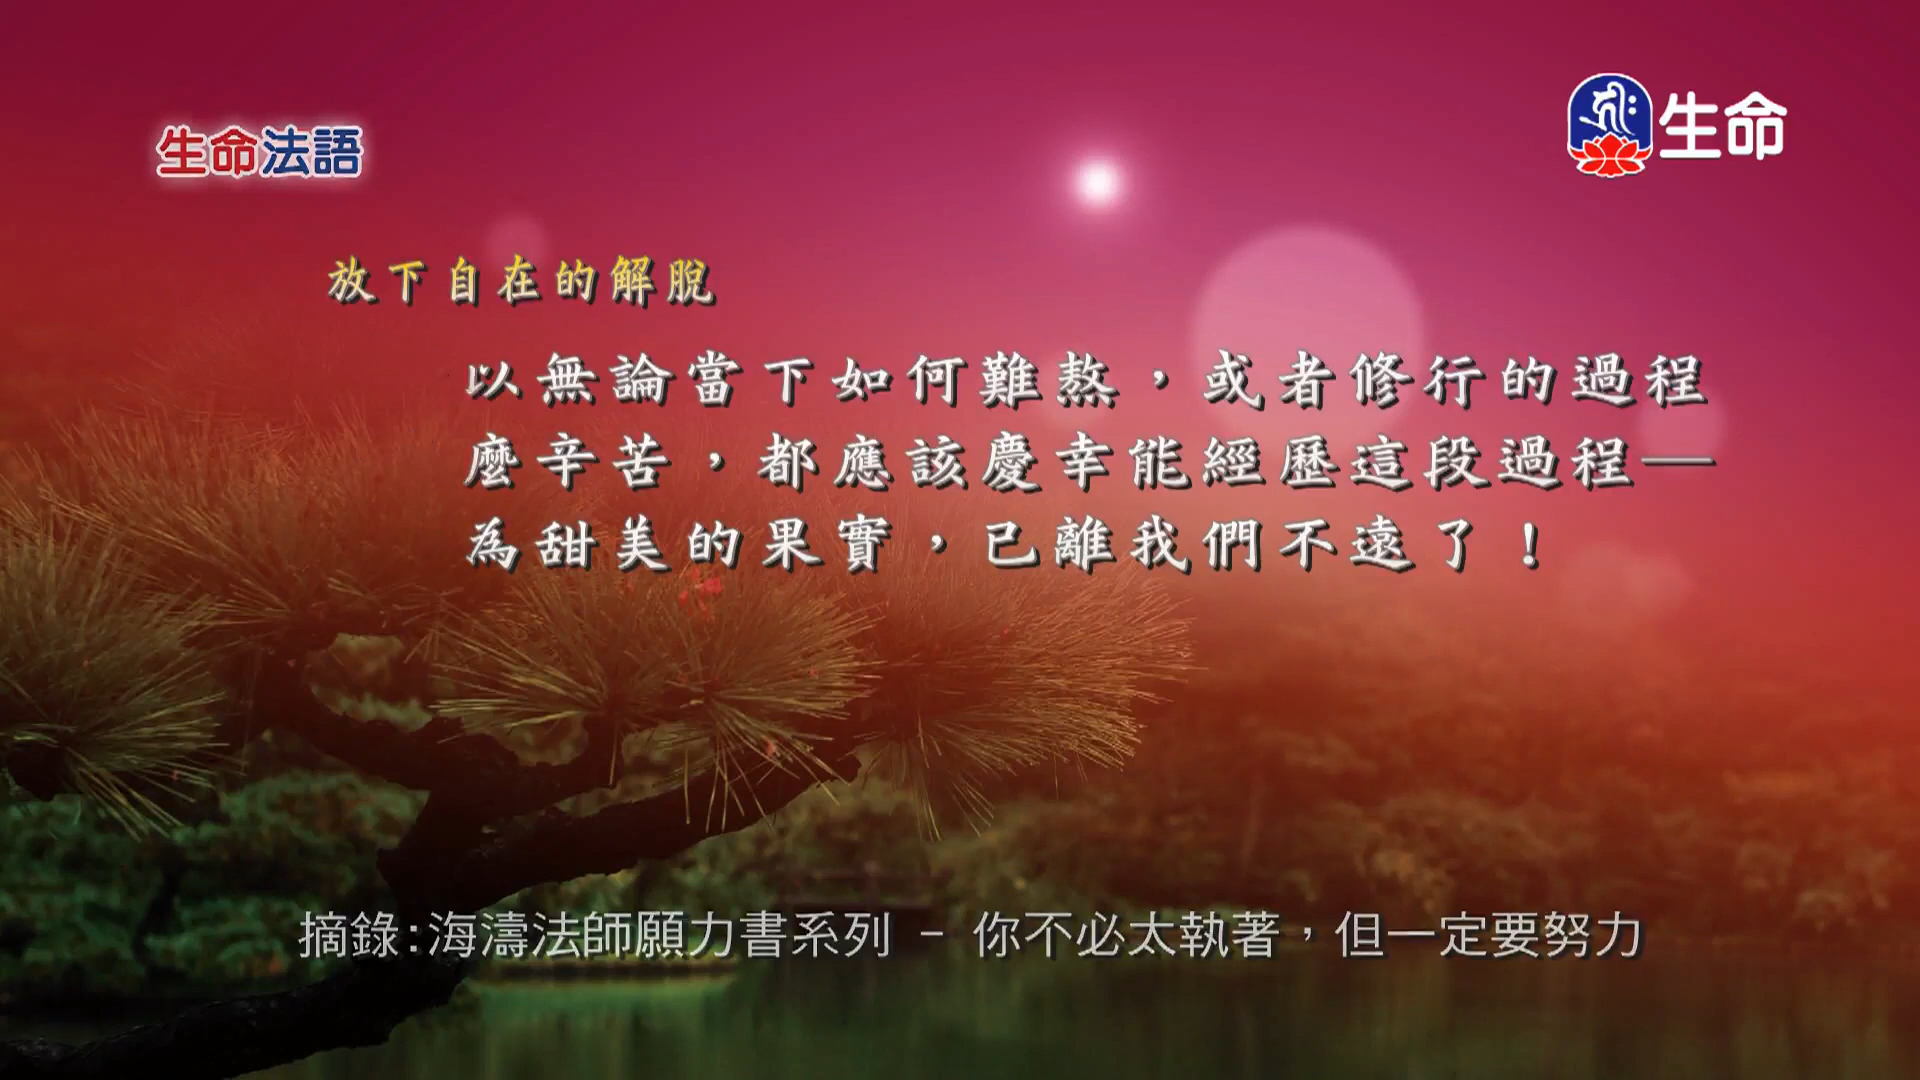 生命法語
生命
放下自在的解脫
以無論當下如何難熬，或者修行的過程
麼辛苦，都應該慶幸能經歷這段過程—
為甜美的果實，已離我們不遠了！
摘錄:海濤法師願力書系列 - 你不必太執著，但一定要努力